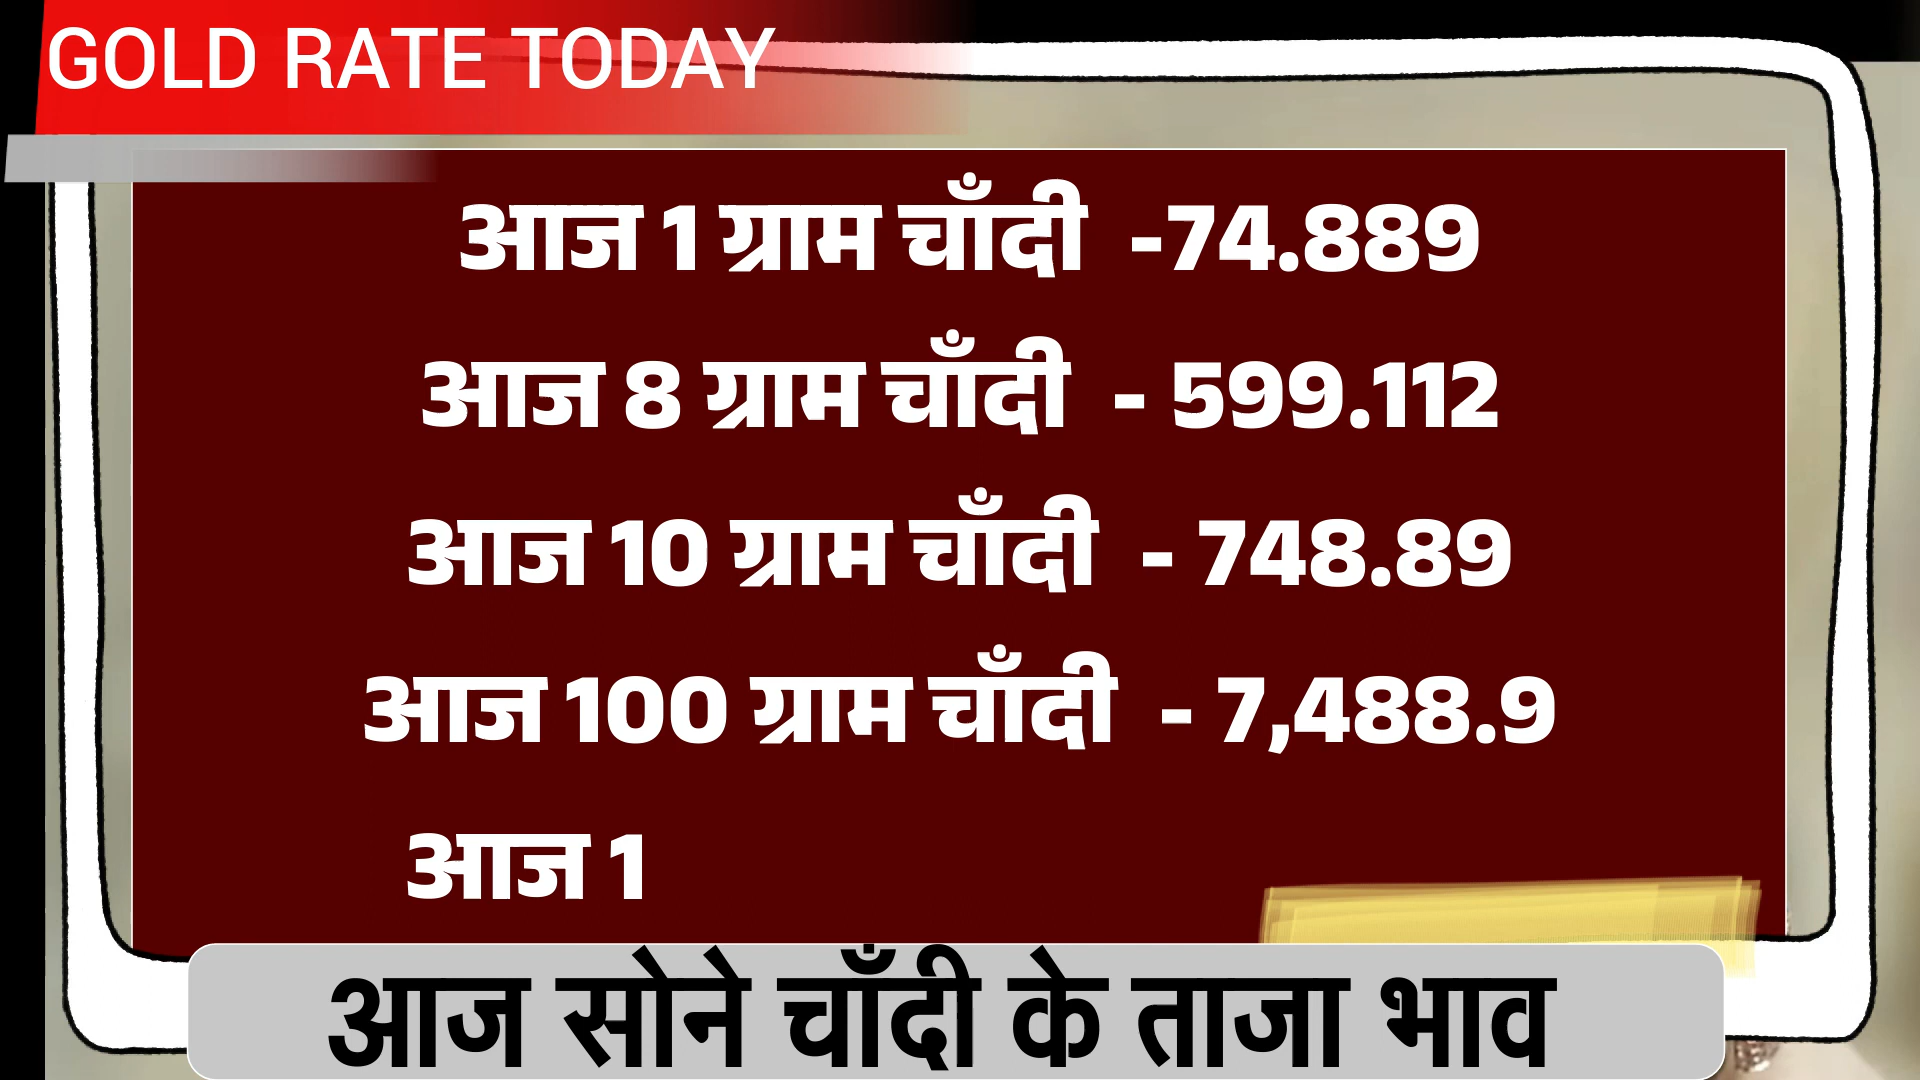 GOLD RATE TODAY
आज 1 ग्राम चाँदी -74.889
आज 8 ग्राम चाँदी - 599.112
आज 10 ग्राम चाँदी - 748.89
आज 100 ग्राम चाँदी - 7,488.9
आज 1
आज सोने चाँदी के ताजा भाव